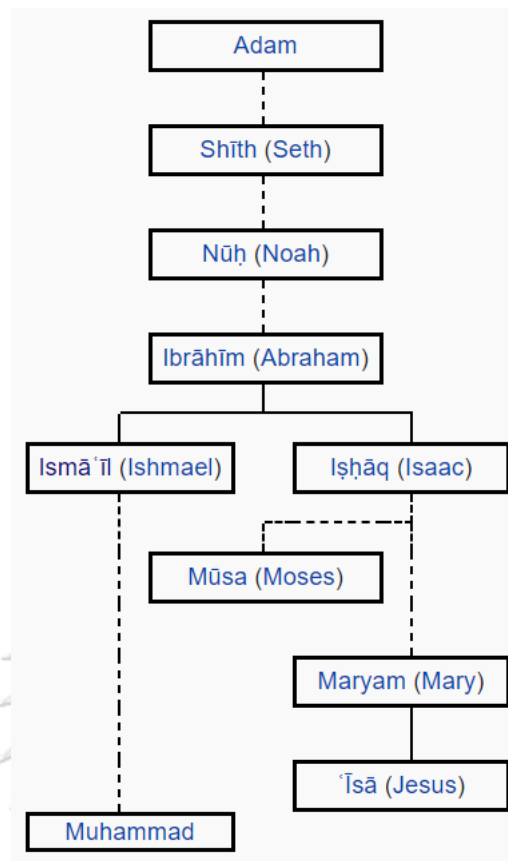 Adam
Shīth (Seth)
Nūḥ (Noah)
Ibrāhīm (Abraham)
Ismāʿīl (Ishmael)
Iṣḥāq (Isaac)
Mūsa (Moses)
Maryam (Mary)
ʿĪsā (Jesus)
Muhammad